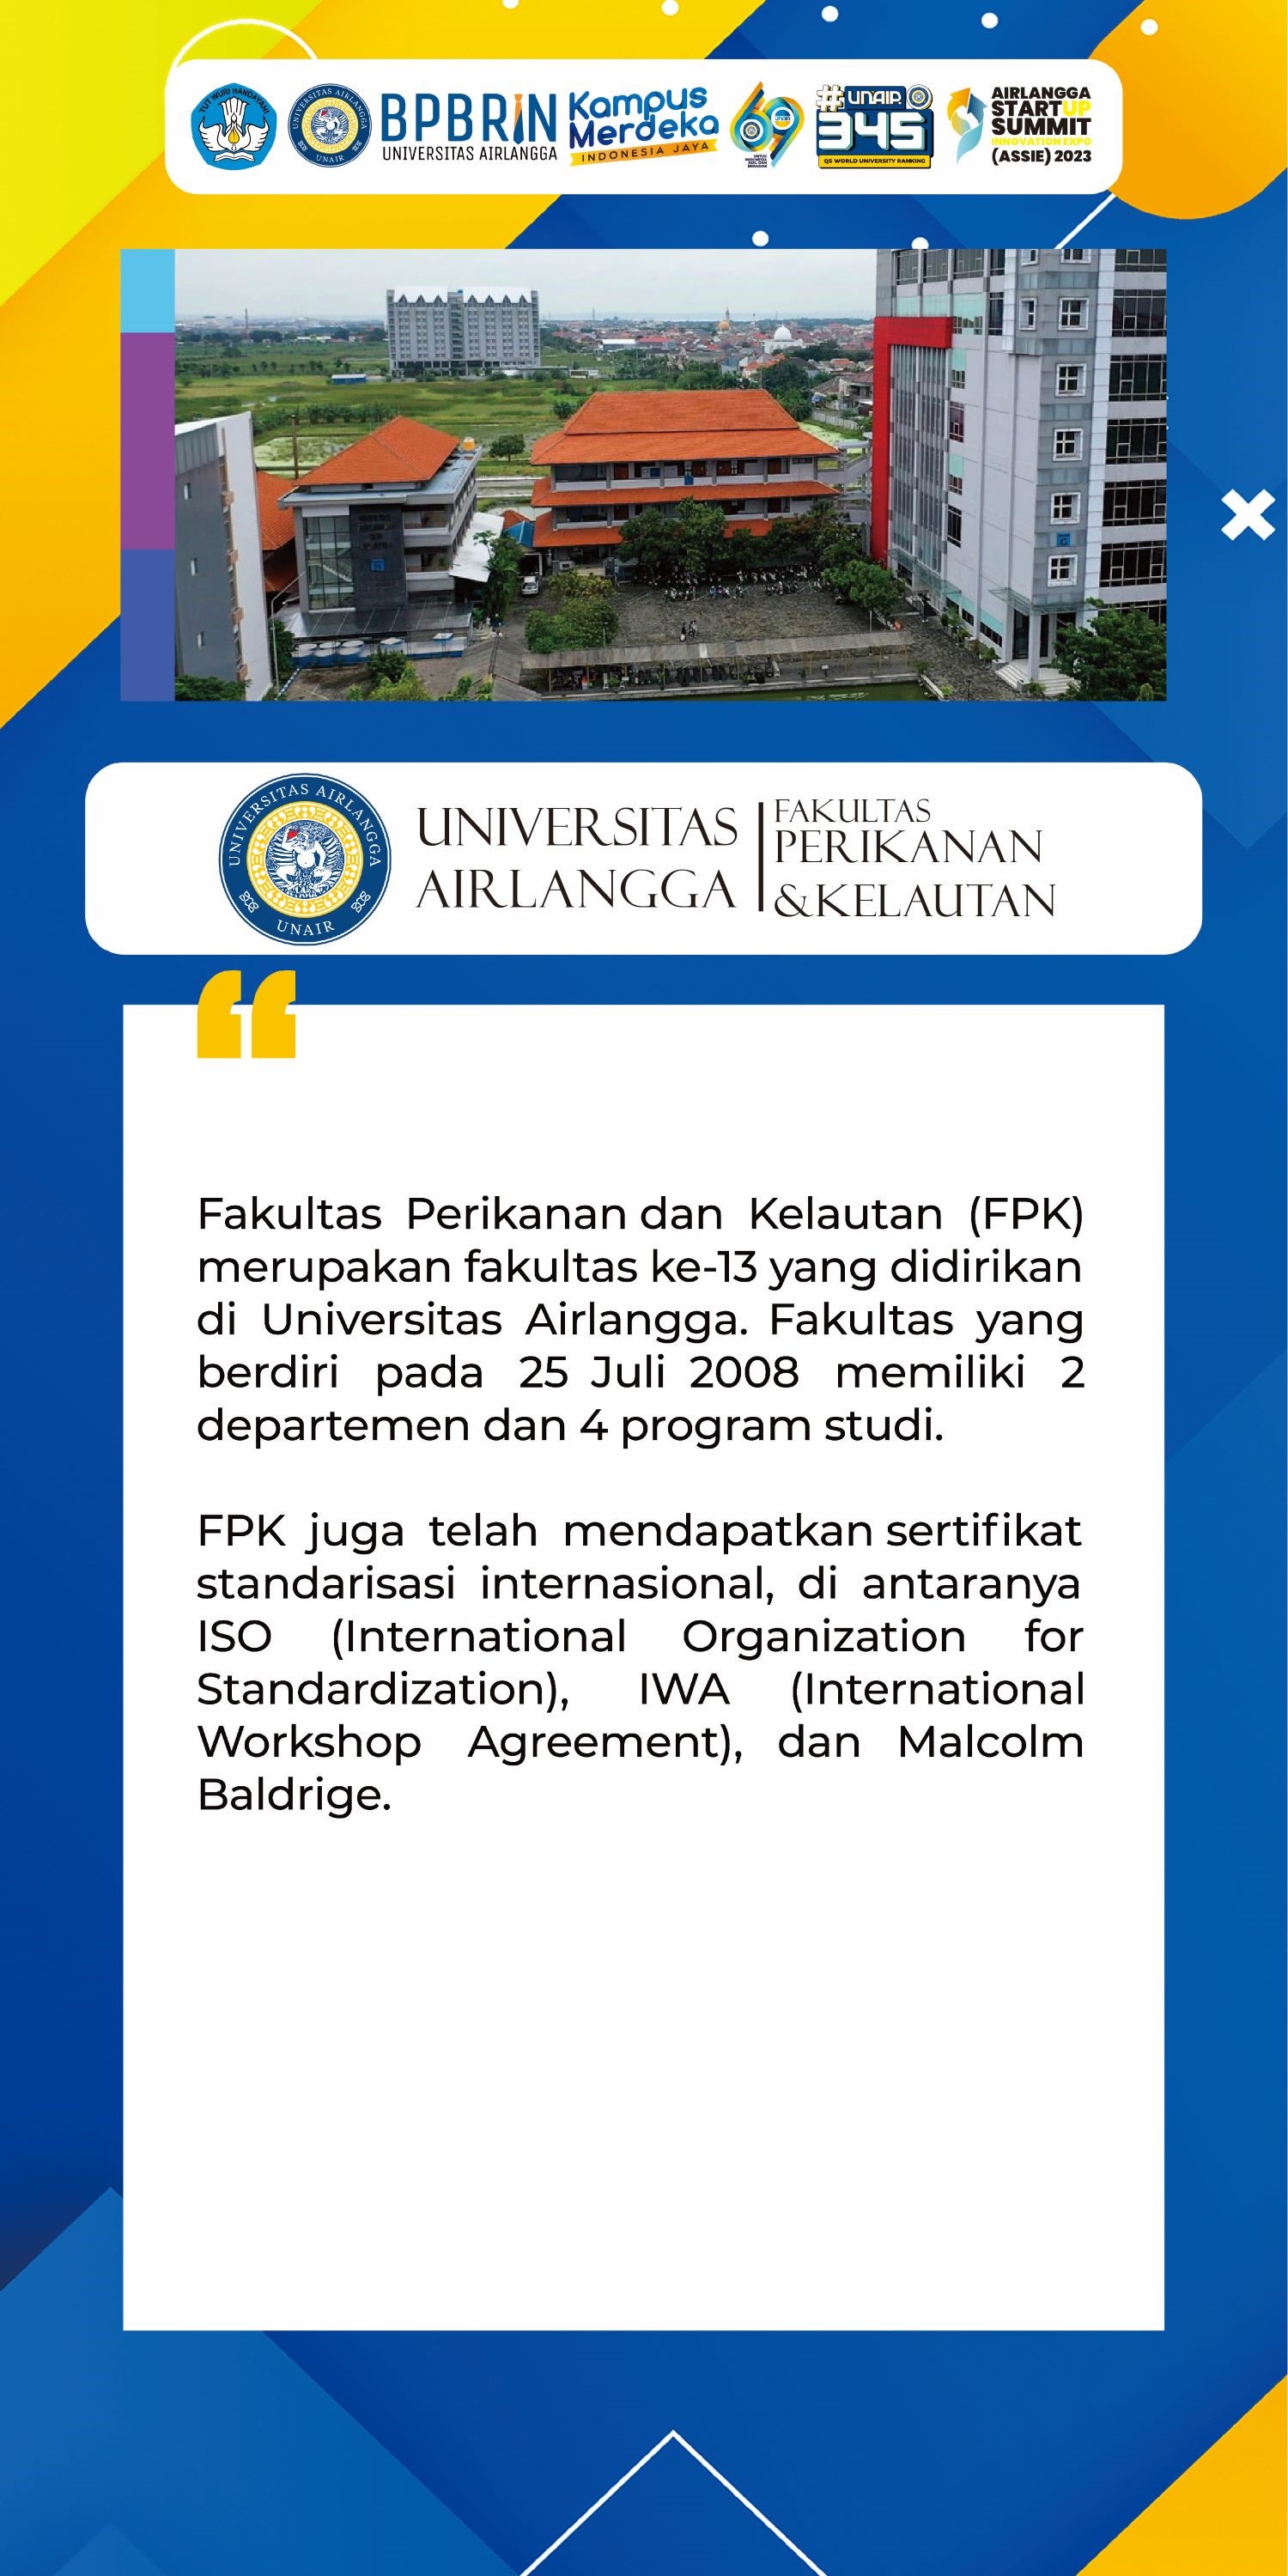 TUT WURI HANDAYANI
UNIVERSITAS AIRLANGGA
UNAIR
BPBRIN
UNIVERSITAS AIRLANGGA
Kampus
Merdeka
INDONESIA JAYA
69
#UNAIR
345
QS WORLD UNIVERSITY RANKING
AIRLANGGA
START UP
SUMMIT
INNOVATION EXPO
(ASSIE) 2023
UNIVERSITAS AIRLANGGA
UNAIR
UNIVERSITAS
AIRLANGGA
FAKULTAS
PERIKANAN
&KELAUTAN
“
Fakultas Perikanan dan Kelautan (FPK)
merupakan fakultas ke-13 yang didirikan
di Universitas Airlangga. Fakultas yang
berdiri pada 25 Juli 2008 memiliki 2
departemen dan 4 program studi.
FPK juga telah mendapatkan sertifikat
standarisasi internasional, di antaranya
ISO (International Organization for
Standardization), IWA (International
Workshop Agreement), dan Malcolm
Baldrige.